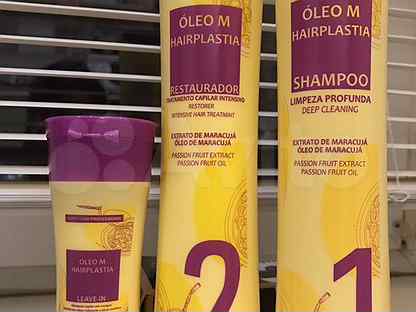 ÓLEO M
HAIRPLASTIA
LEAVE-IN
ÓLEO M
HAIRPLASTIA
RESTAURADOR
TRATAMENTO CAPILAR INTENSIVO
RESTORER
INTENSIVE HAIR TREATMENT
EXTRATO DE MARACUJÁ
ÓLEO DE MARACUJÁ
PASSION FRUIT EXTRACT
PASSION FRUIT OIL
2
ÓLEO M
HAIRPLASTIA
SHAMPOO
LIMPEZA PROFUNDA
DEEP CLEANING
EXTRATO DE MARACUJÁ
ÓLEO DE MARACUJÁ
PASSION FRUIT EXTRACT
PASSION FRUIT OIL
1